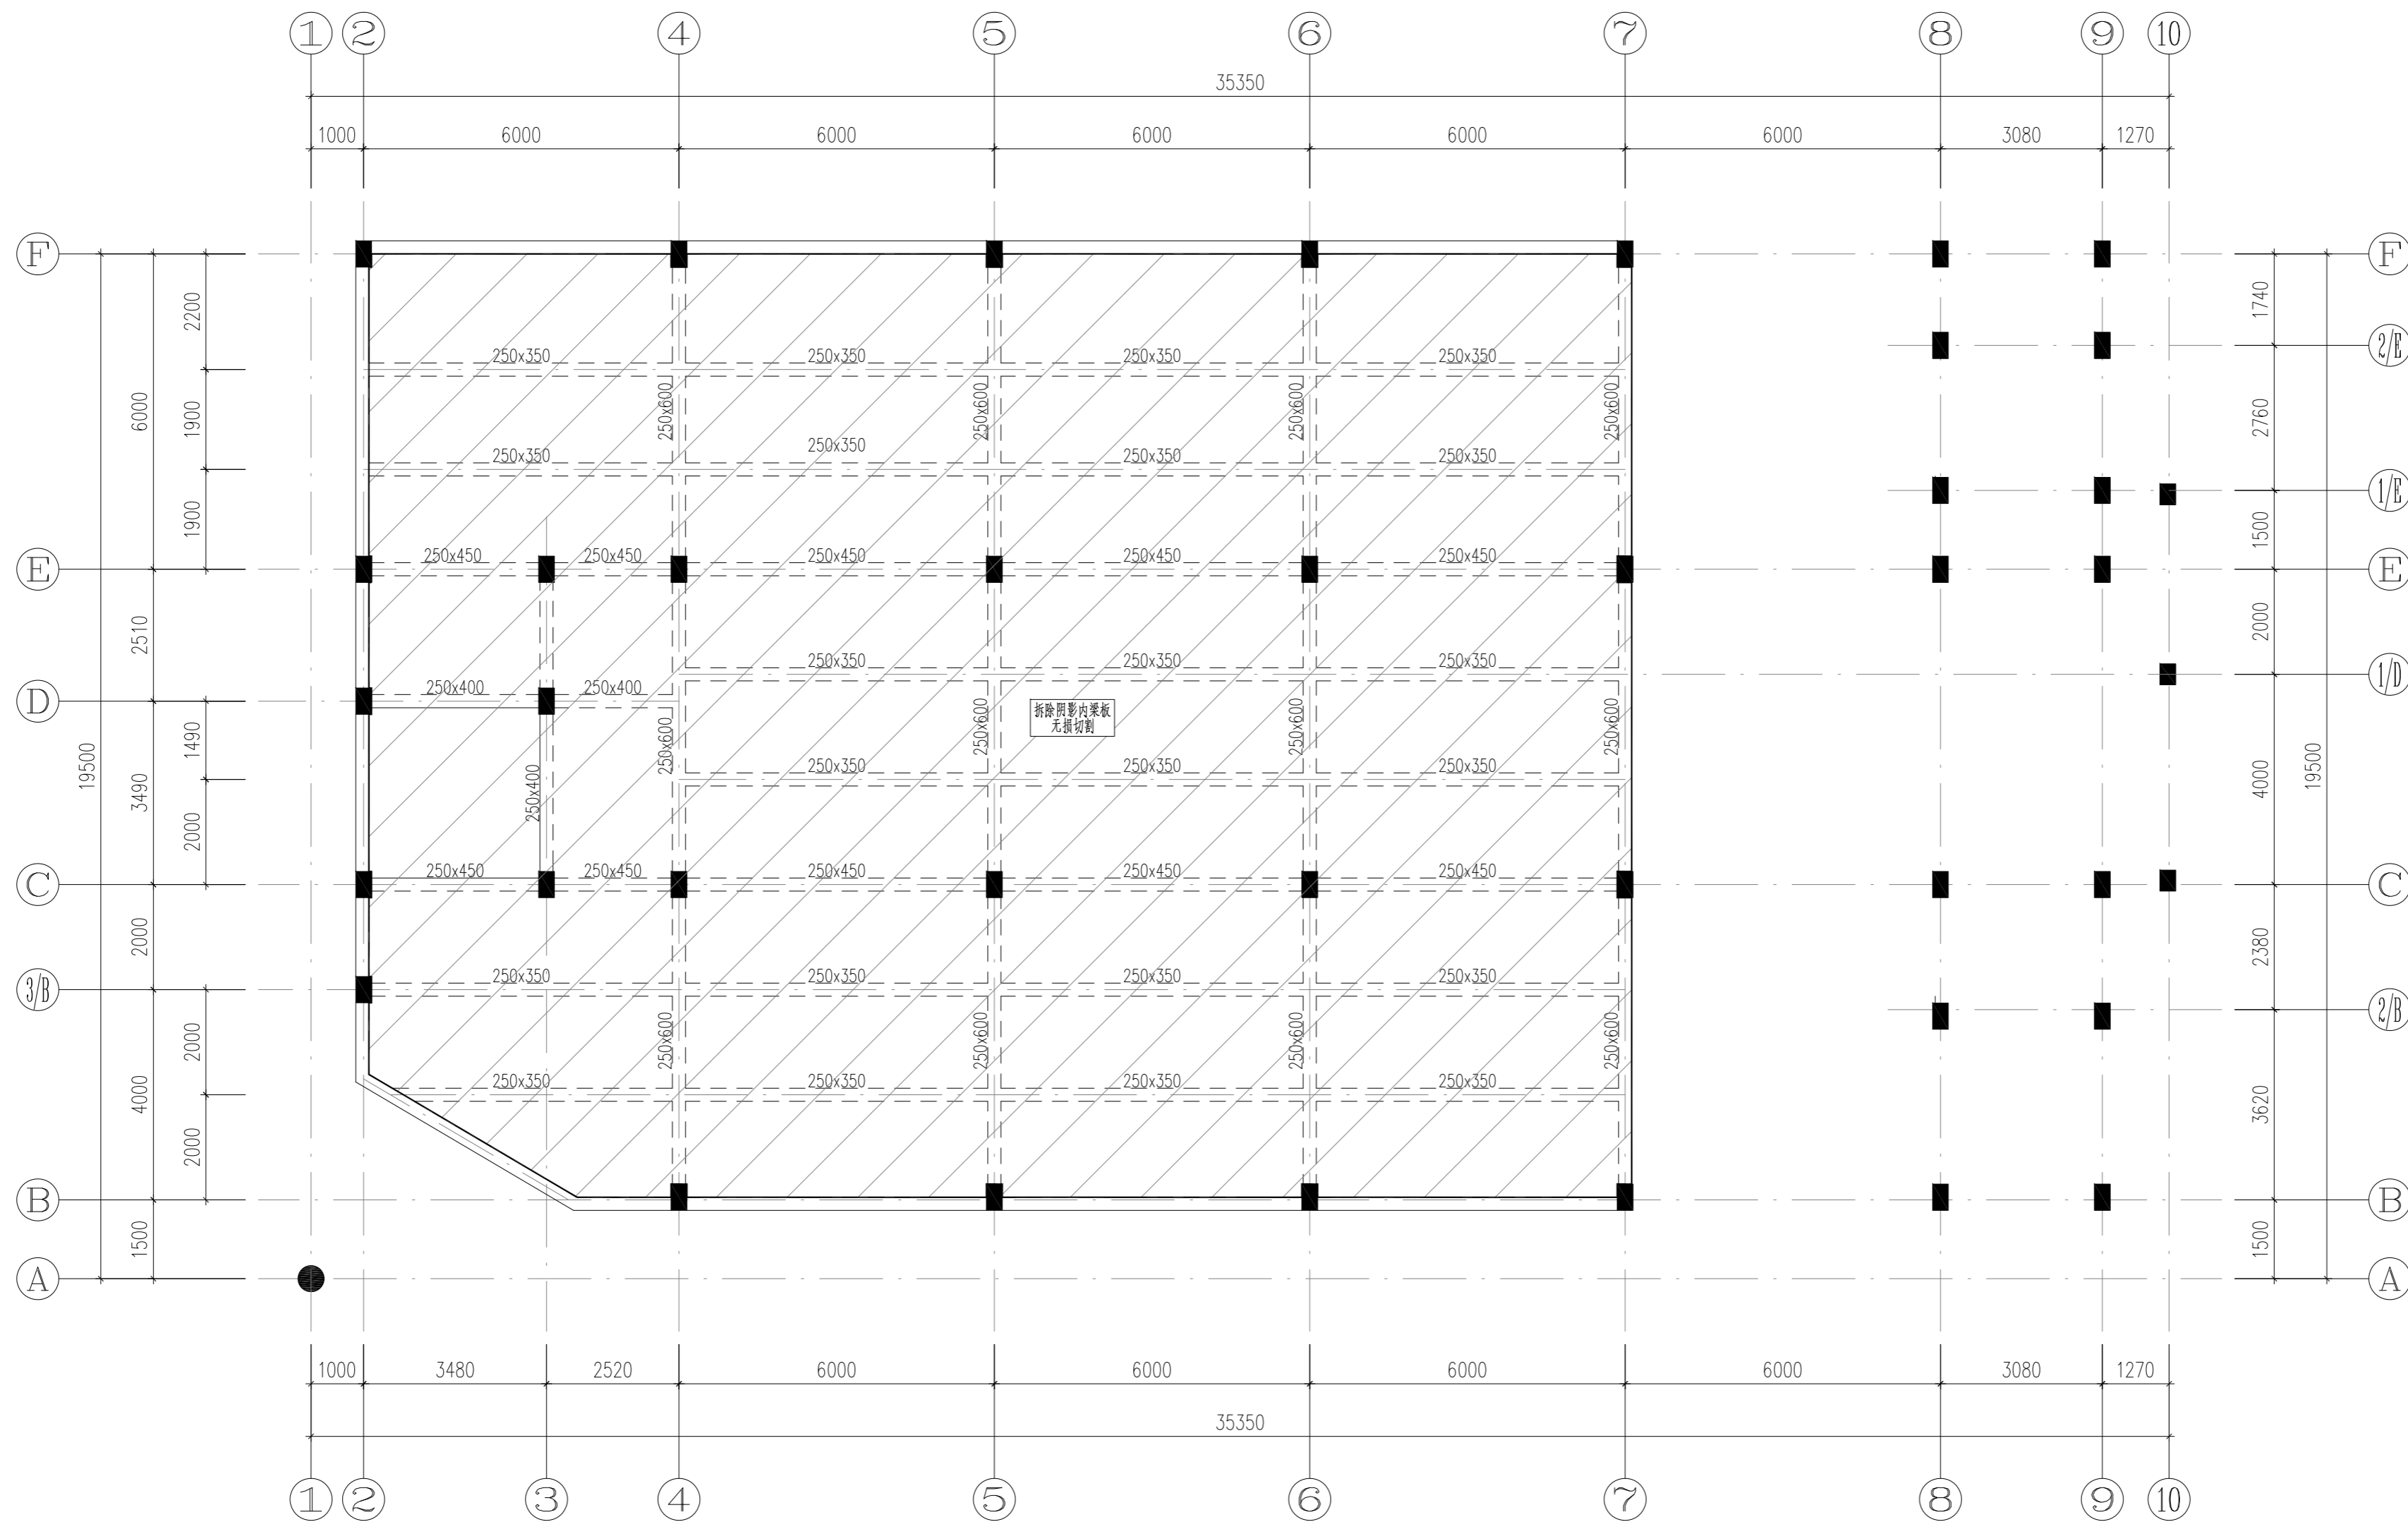 ① ② ④ ⑤ ⑥ ⑦ ⑧ ⑨ ⑩
35350
1000 6000 6000 6000 6000 6000 3080 1270
F F
2200 1740
2/E
250x350 250x350 250x350 250x350
6000 1900 250x600 250x600 250x600 250x600 2760
250x350 250x350 250x350 250x350
1/E
1900 1500
250x450 250x450 250x450 250x450 250x450
E E
2510 2000
250x350 250x350 250x350
1/D
250x400 250x400
D
拆除阴影内梁板
无损切割
19500 3490 1490 250x600 250x600 250x600 250x600 4000 19500
250x350 250x350 250x350
2000 250x400
250x450 250x450 250x450 250x450 250x450
C C
2000 2380
250x350 250x350 250x350 250x350
3/B 2/B
2000 250x600 250x600 250x600 250x600
250x350 250x350 250x350 250x350
4000 2000 3620
B B
1500 1500
A A
1000 3480 2520 6000 6000 6000 6000 3080 1270
35350
① ② ③ ④ ⑤ ⑥ ⑦ ⑧ ⑨ ⑩